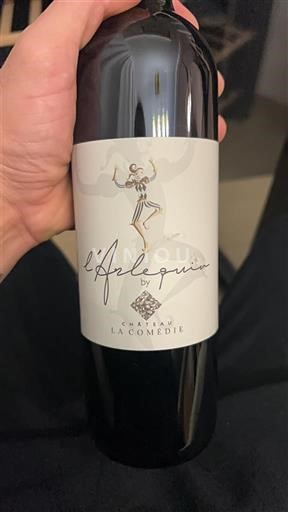 l'Arlequin
by
CHÂTEAU
LA COMÉDIE